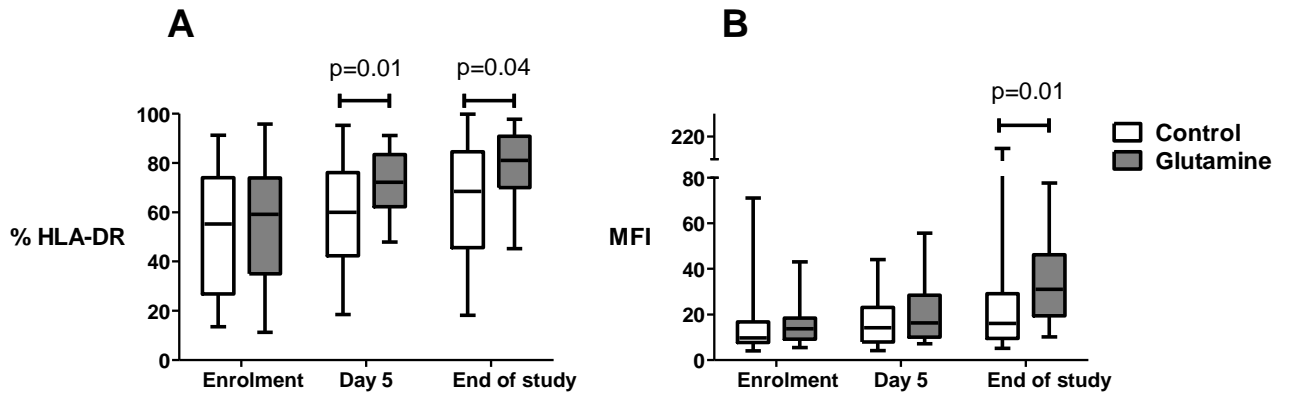 A
p=0.01
p=0.04
100
80
60
40
20
0
% HLA-DR
Enrolment
Day 5
End of study
B
p=0.01
220
80
60
40
20
0
MFI
Enrolment
Day 5
End of study
Control
Glutamine